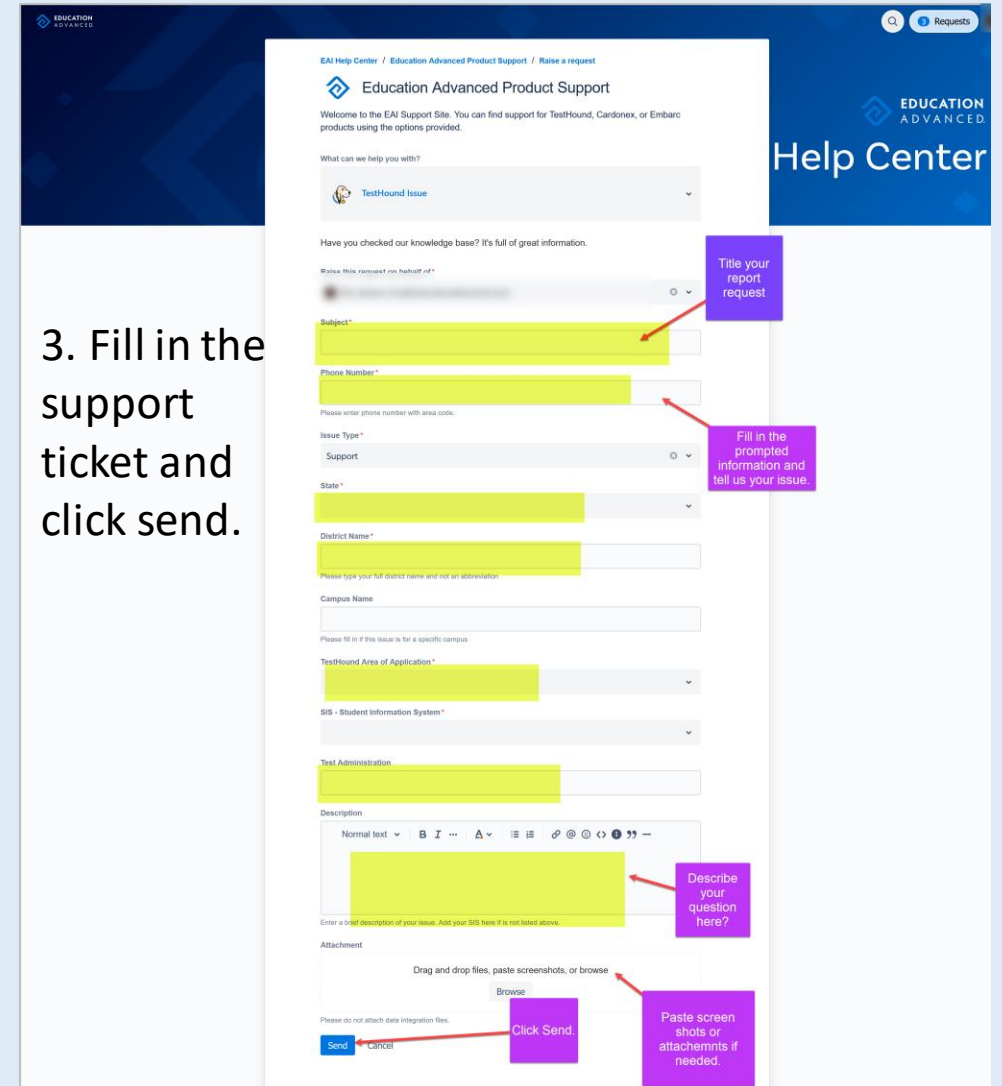 EDUCATION
ADVANCED
3 Requests
EAI Help Center / Education Advanced Product Support / Raise a request
Education Advanced Product Support
Welcome to the EAI Support Site. You can find support for TestHound, Cardonex, or Embarc
products using the options provided.
EDUCATION
ADVANCED
Help Center
What can we help you with?
TestHound Issue
Have you checked our knowledge base? It's full of great information.
Raise this request on behalf of*
Title your
report
request
3. Fill in the
support
ticket and
click send.
Subject*
Phone Number*
Please enter phone number with area code.
Fill in the
prompted
information and
tell us your issue.
Issue Type*
Support
State*
District Name*
Please type your full district name and not an abbreviation
Campus Name
Please fill in if this issue is for a specific campus
TestHound Area of Application*
SIS - Student Information System*
Test Administration
Description
Normal text B I ... A @ <> —
Describe
your
question
here?
Enter a brief description of your issue. Add your SIS here if is not listed above.
Attachment
Drag and drop files, paste screenshots, or browse
Browse
Please do not attach data integration files.
Click Send.
Paste screen
shots or
attachemnts if
needed.
Send Cancel